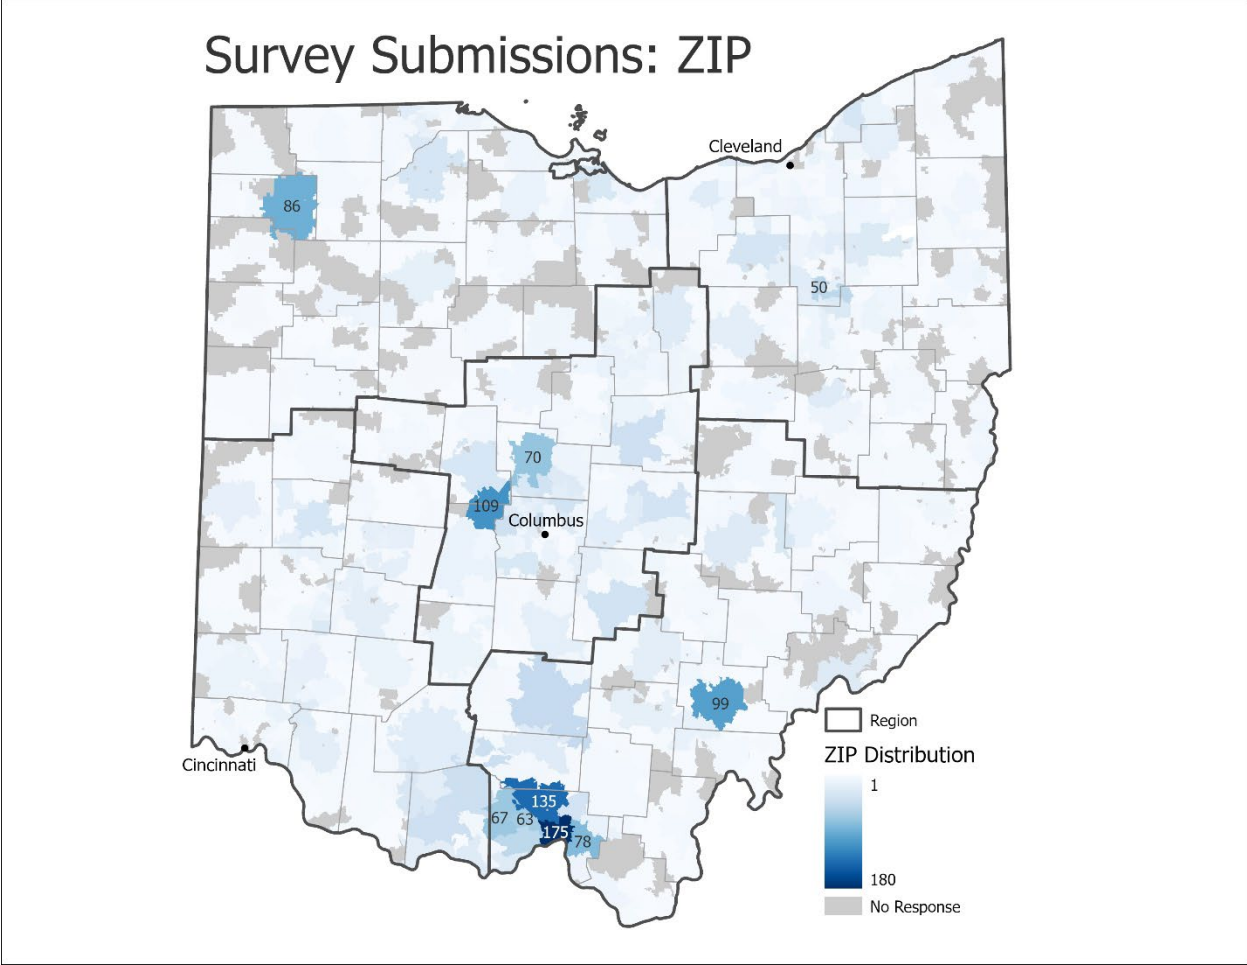 Survey Submissions: ZIP
Cleveland
86
50
70
109
Columbus
99
Region
ZIP Distribution
Cincinnati
1
135
67
63
175
78
180
No Response